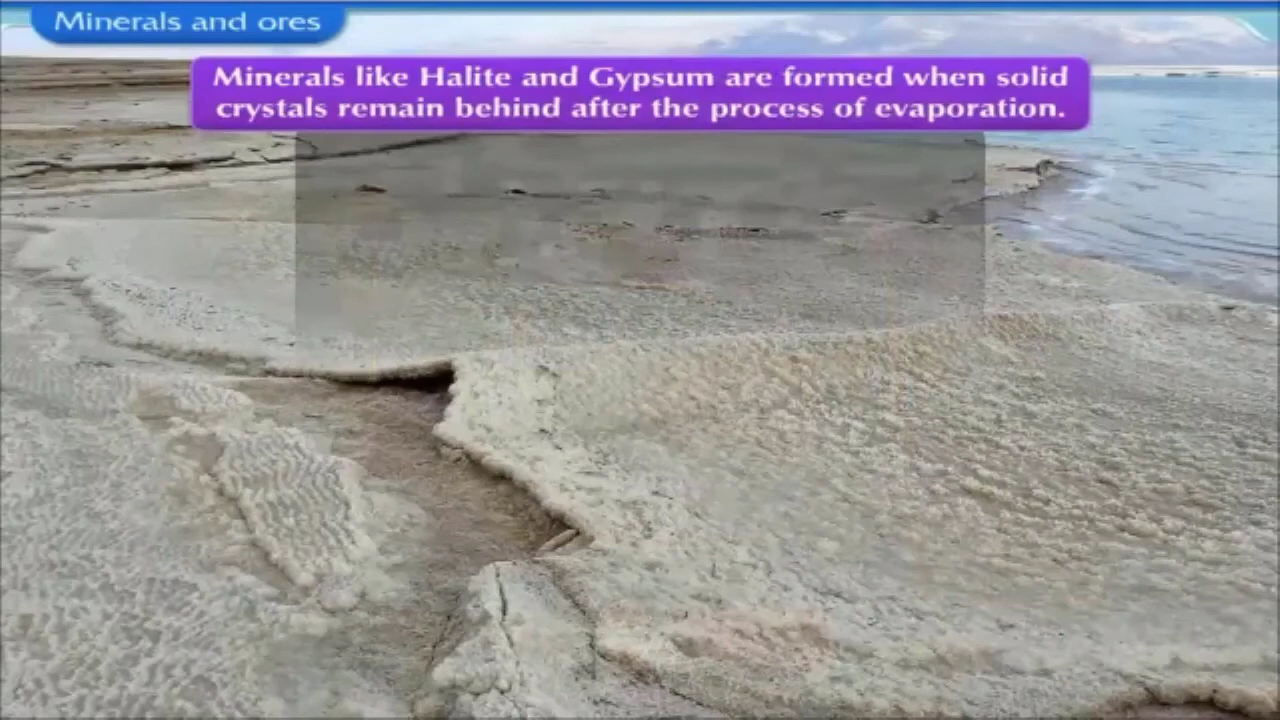 Minerals and ores
Minerals like Halite and Gypsum are formed when solid
crystals remain behind after the process of evaporation.